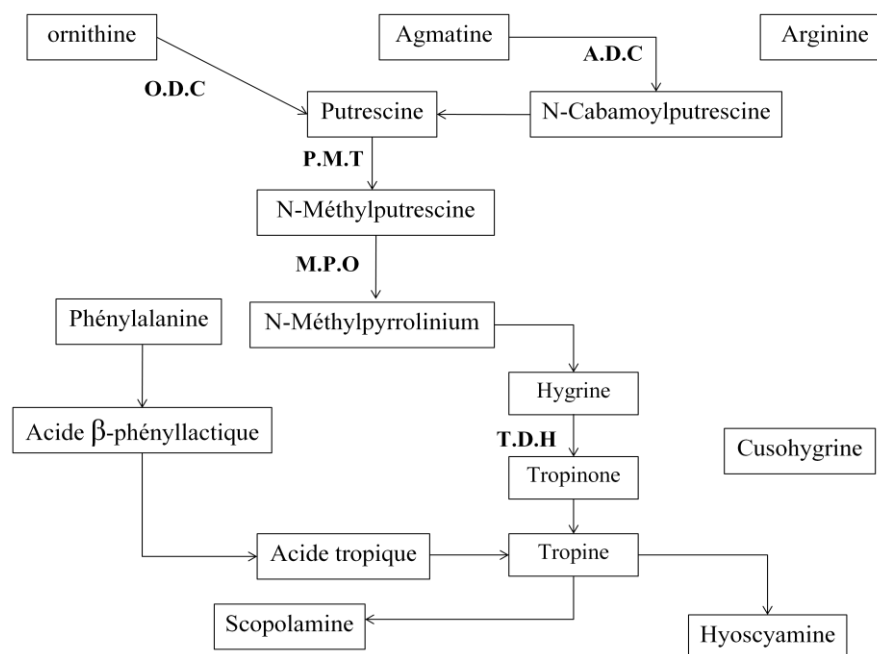 ornithine
Agmatine
Arginine
A.D.C
O.D.C
Putrescine
N-Cabamoylputrescine
P.M.T
N-Méthylputrescine
M.P.O
Phénylalanine
N-Méthylpyrrolinium
Hygrine
Acide β-phényllactique
T.D.H
Cusohygrine
Tropinone
Acide tropique
Tropine
Scopolamine
Hyoscyamine